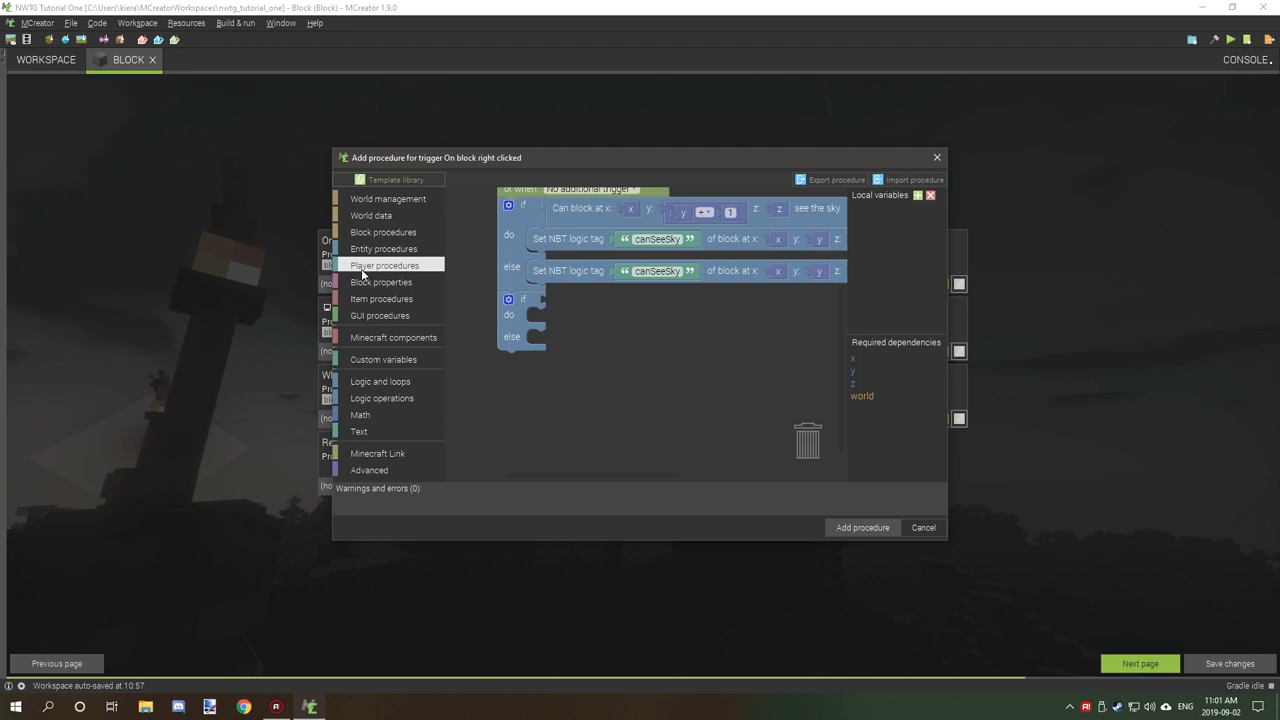 NWTG Tutorial One [C:\Users\kiera\MCreatorWorkspaces\nwtg_tutorial_one] - Block (Block) - MCreator 1.9.0
MCreator File Code Workspace Resources Build & run Window Help
WORKSPACE BLOCK CONSOLE
Add procedure for trigger On block right clicked
Template library Export procedure Import procedure
World management
World data
Block procedures
Entity procedures
Player procedures
Block properties
Item procedures
GUI procedures
Minecraft components
Custom variables
Logic and loops
Logic operations
Math
Text
Minecraft Link
Advanced
or when: No additional trigger
if Can block at x: x y: y + 1 z: z see the sky
do Set NBT logic tag “ canSeeSky ” of block at x: x y: y z:
else Set NBT logic tag “ canSeeSky ” of block at x: x y: y z:
if
do
else
Local variables
Required dependencies
x
y
z
world
Warnings and errors (0):
Add procedure Cancel
Previous page Next page Save changes
Workspace auto-saved at 10:57 Gradle idle
ENG 11:01 AM
2019-09-02